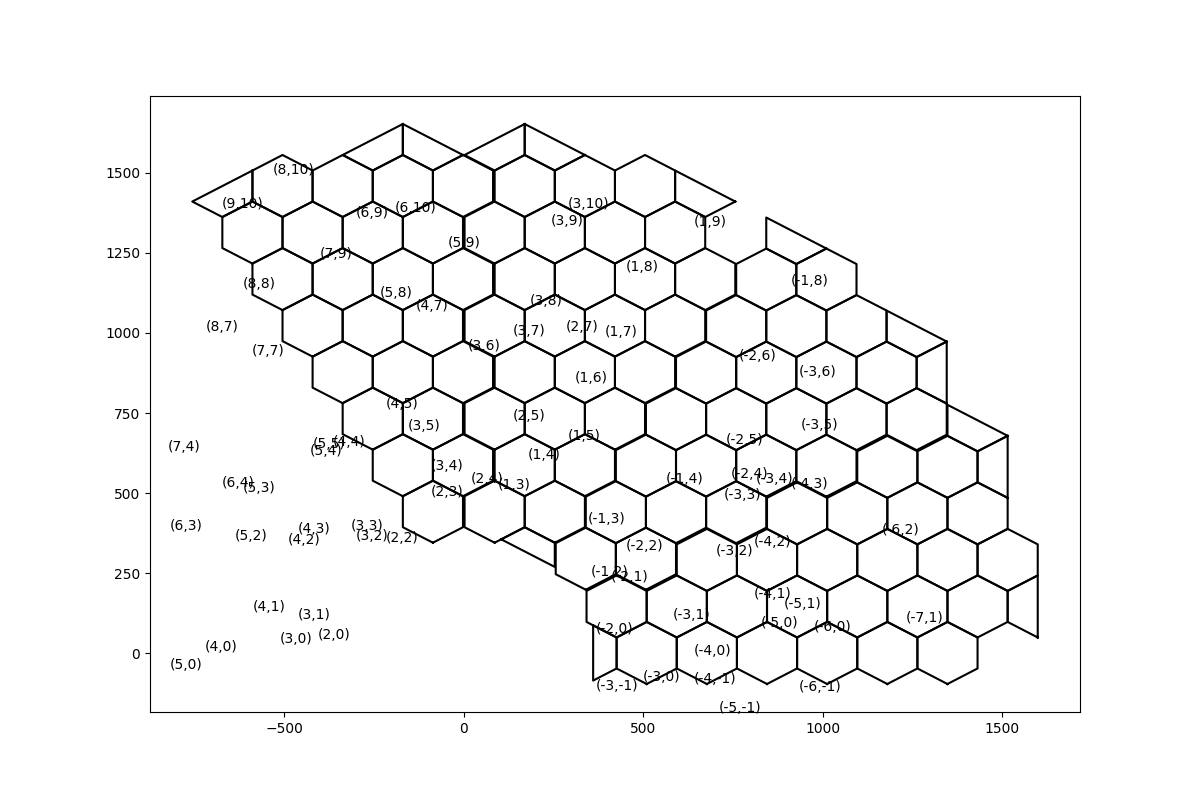 (8,10)
(9,10) (6,9) (6,10) (3,10)
(3,9) (1,9)
(7,9) (5,9)
(1,8) (-1,8)
(8,8) (5,8) (4,7) (3,8)
1500
1250
1000
750
500
250
0
(8,7) (3,7) (2,7) (1,7)
(7,7) (3,6) (-2,6)
(1,6) (-3,6)
(4,5) (3,5) (2,5) (-3,5)
(7,4) (5,5) (4,4) (1,5) (-2,5)
(5,4) (3,4) (1,4)
(6,4) (5,3) (2,4) (1,3) (-1,4) (-2,4) (-3,4) (-4,3)
(2,3) (-3,3)
(6,3) (4,3) (3,3) (-1,3) (-6,2)
(5,2) (4,2) (3,2) (2,2) (-2,2) (-3,2) (-4,2)
(-1,2) (-2,1)
(4,1) (3,1) (-3,1) (-4,1) (-5,1) (-7,1)
(4,0) (3,0) (2,0) (-2,0) (-5,0) (-6,0)
(5,0) (-4,0)
(-3,-1) (-3,0) (-4,-1) (-6,-1)
(-5,-1)
−500 0 500 1000 1500